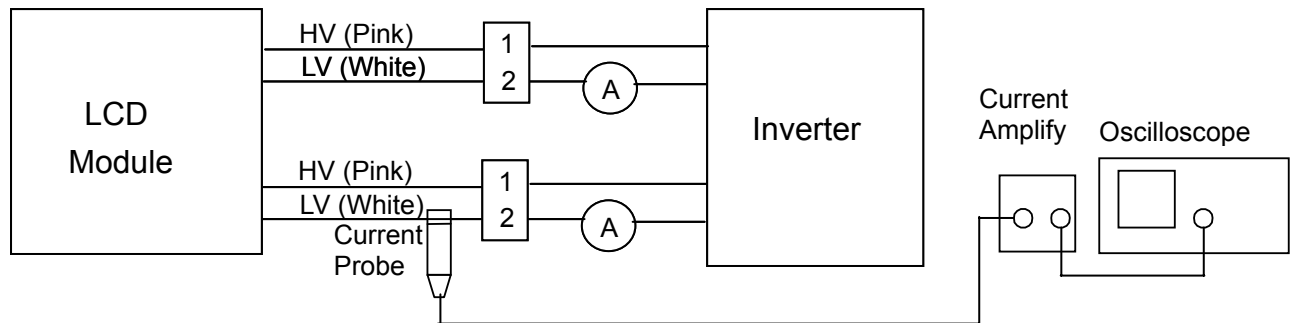 HV (Pink)
LV (White)
1
2
A
LCD
Module
Inverter
Current
Amplify
Oscilloscope
HV (Pink)
LV (White)
1
2
A
Current
Probe